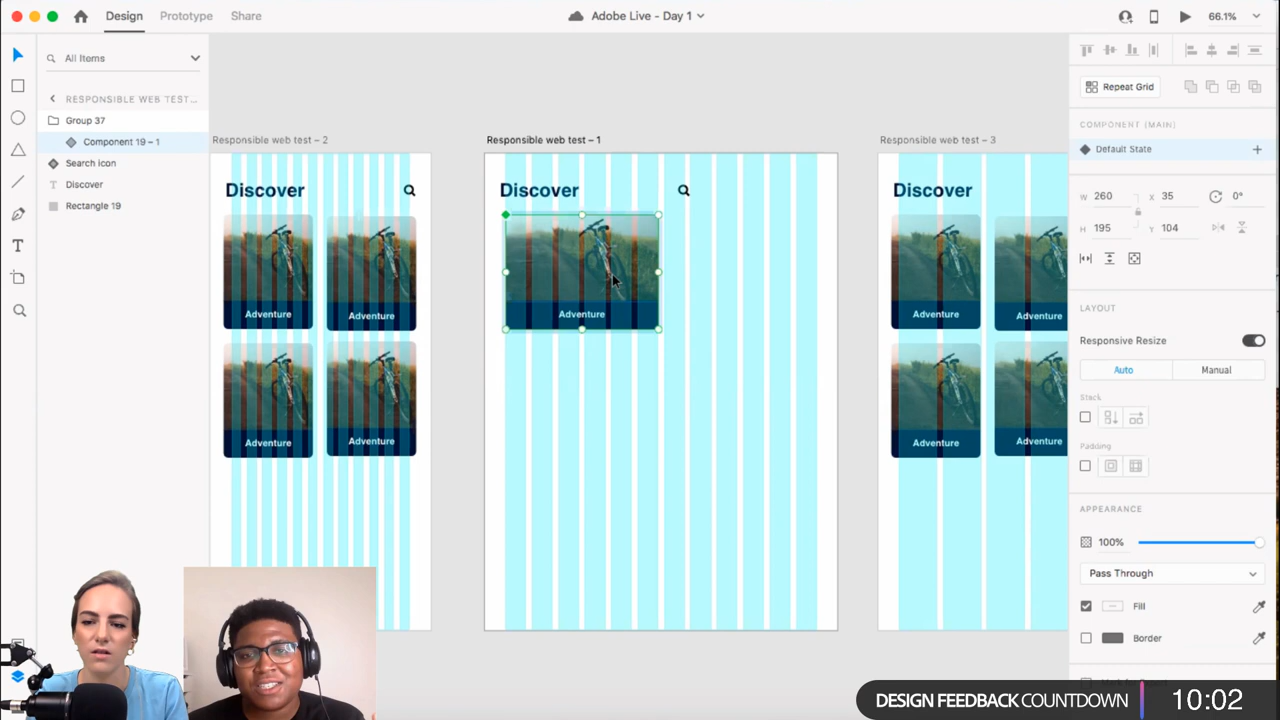 Design Prototype Share
Adobe Live - Day 1
66.1%
All Items
RESPONSIBLE WEB TEST...
Group 37
Component 19 – 1
Search icon
Discover
Rectangle 19
Responsible web test – 2
Discover
Adventure
Adventure
Adventure
Adventure
Responsible web test – 1
Discover
Adventure
Responsible web test – 3
Discover
Adventure
Adventure
Adventure
Adventure
Repeat Grid
COMPONENT (MAIN)
Default State
W 260 X 35 0°
H 195 Y 104
LAYOUT
Responsive Resize
Auto Manual
Stack
Padding
APPEARANCE
100%
Pass Through
Fill
Border
DESIGN FEEDBACK COUNTDOWN 10:02